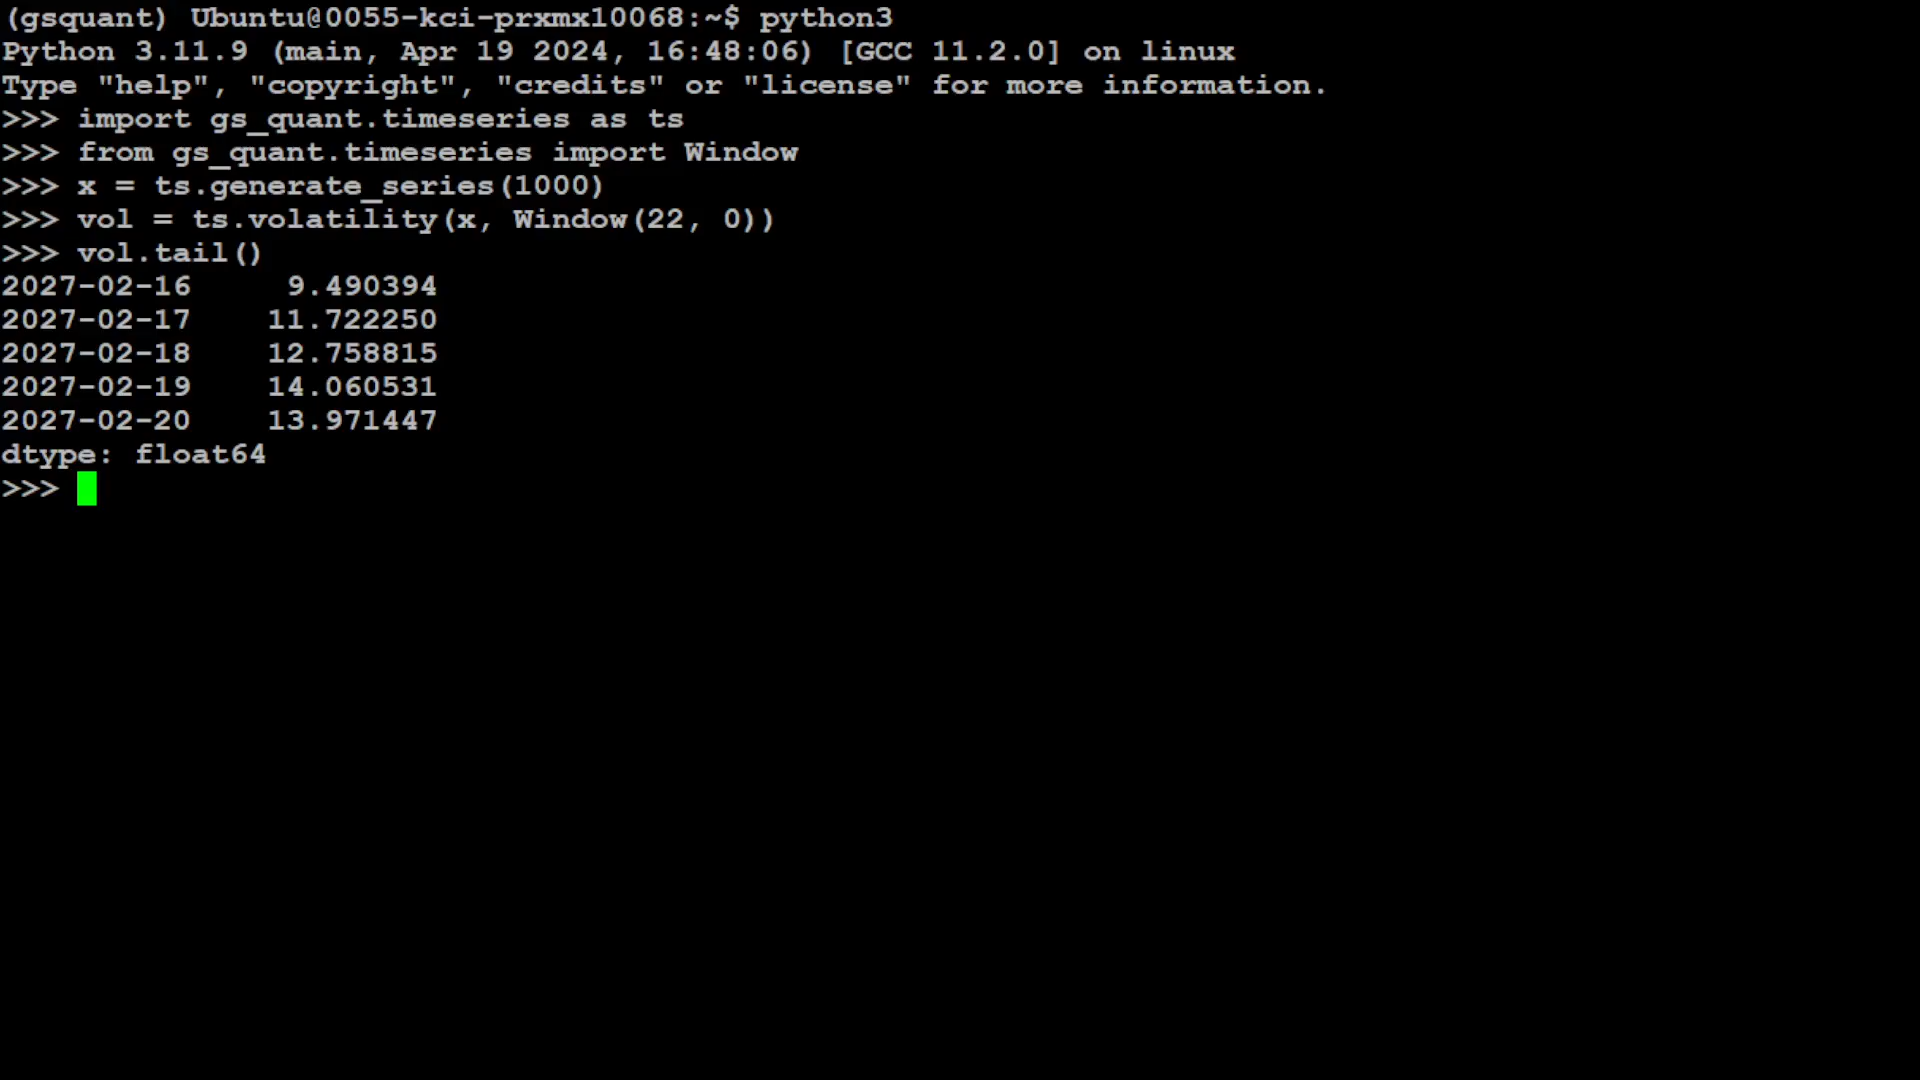 (gsquant) Ubuntu@0055-kci-prxmx10068:~$ python3
Python 3.11.9 (main, Apr 19 2024, 16:48:06) [GCC 11.2.0] on linux
Type "help", "copyright", "credits" or "license" for more information.
>>> import gs_quant.timeseries as ts
>>> from gs_quant.timeseries import Window
>>> x = ts.generate_series(1000)
>>> vol = ts.volatility(x, Window(22, 0))
>>> vol.tail()
2027-02-16     9.490394
2027-02-17    11.722250
2027-02-18    12.758815
2027-02-19    14.060531
2027-02-20    13.971447
dtype: float64
>>>